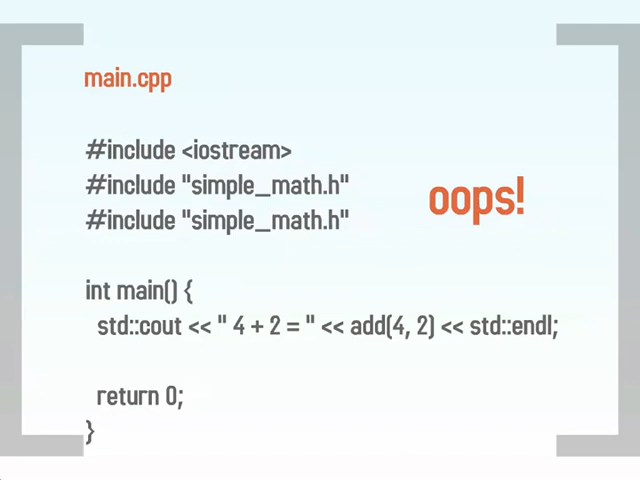 main.cpp
#include <iostream>
#include "simple_math.h"
#include "simple_math.h"
oops!
int main() {
std::cout << " 4 + 2 = " << add(4, 2) << std::endl;
return 0;
}